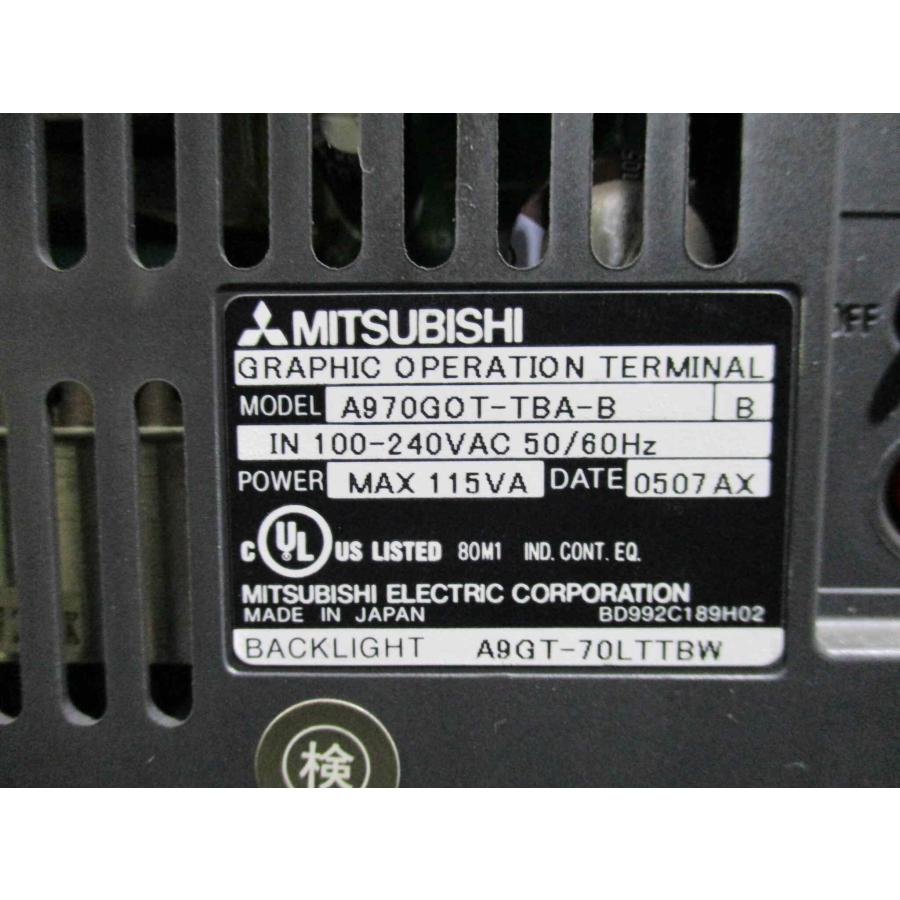 MITSUBISHI
GRAPHIC OPERATION TERMINAL
MODEL A970GOT-TBA-B B
IN 100-240VAC 50/60Hz
POWER MAX 115VA DATE 0507AX
C UL US LISTED 80M1 IND. CONT. EQ.
MITSUBISHI ELECTRIC CORPORATION
MADE IN JAPAN BD992C189H02
BACKLIGHT A9GT-70LTTBW
検